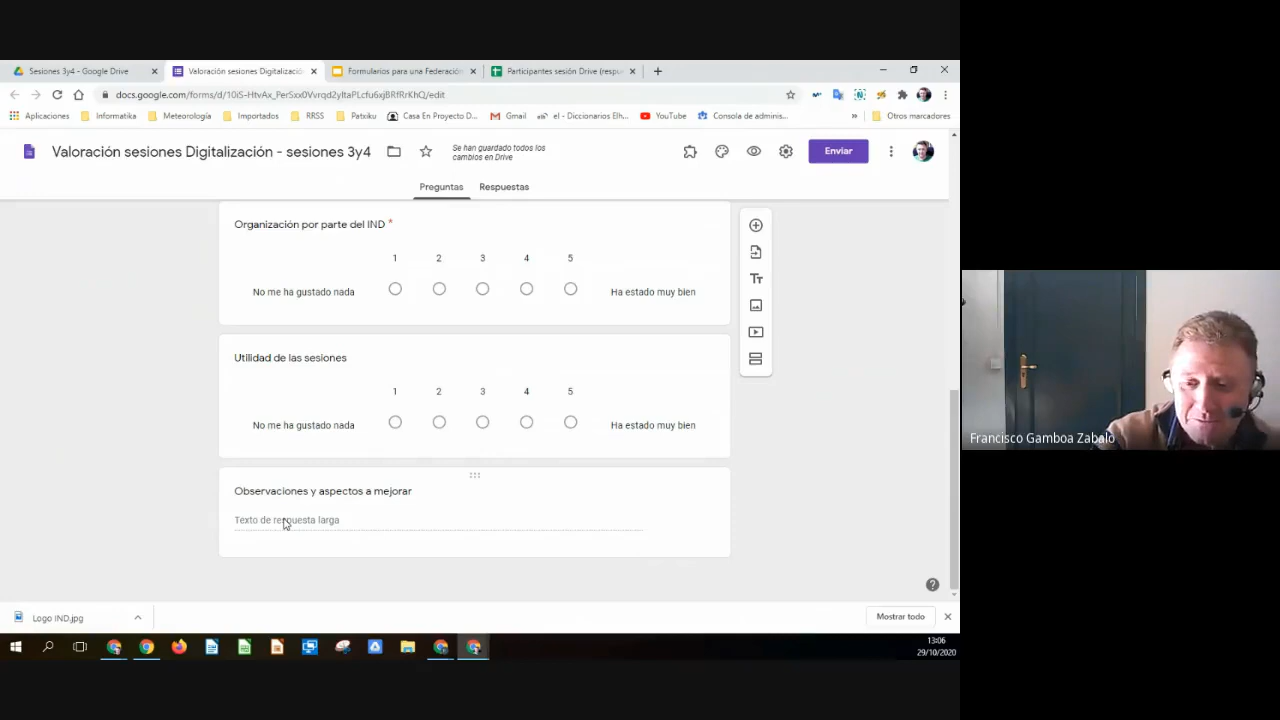 Sesiones 3y4 - Google Drive
Valoración sesiones Digitalizació
Formularios para una Federación
Participantes sesión Drive (respu
docs.google.com/forms/d/10iS-HtvAx_PerSxx0Vvrqd2yltaPLcfu6xjBRfRrKhQ/edit
Aplicaciones
Informatika
Meteorología
Importados
RRSS
Patxiku
Casa En Proyecto D...
Gmail
el - Diccionarios Elh...
YouTube
Consola de adminis...
»
Otros marcadores
Valoración sesiones Digitalización - sesiones 3y4
Se han guardado todos los
cambios en Drive
Enviar
Preguntas
Respuestas
Organización por parte del IND *
1 2 3 4 5
No me ha gustado nada
Ha estado muy bien
Utilidad de las sesiones
1 2 3 4 5
No me ha gustado nada
Ha estado muy bien
Observaciones y aspectos a mejorar
Texto de respuesta larga
Francisco Gamboa Zabalo
Logo IND.jpg
Mostrar todo
13:06
29/10/2020